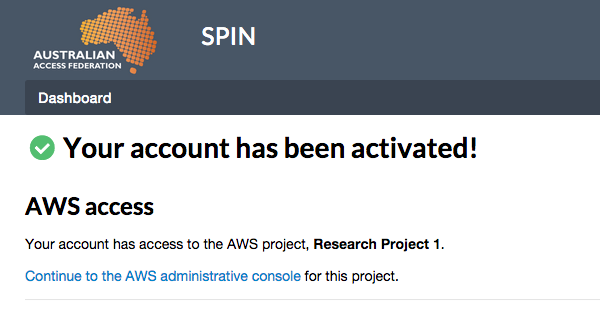 SPIN
AUSTRALIAN
ACCESS FEDERATION
Dashboard
Your account has been activated!
AWS access
Your account has access to the AWS project, Research Project 1.
Continue to the AWS administrative console for this project.